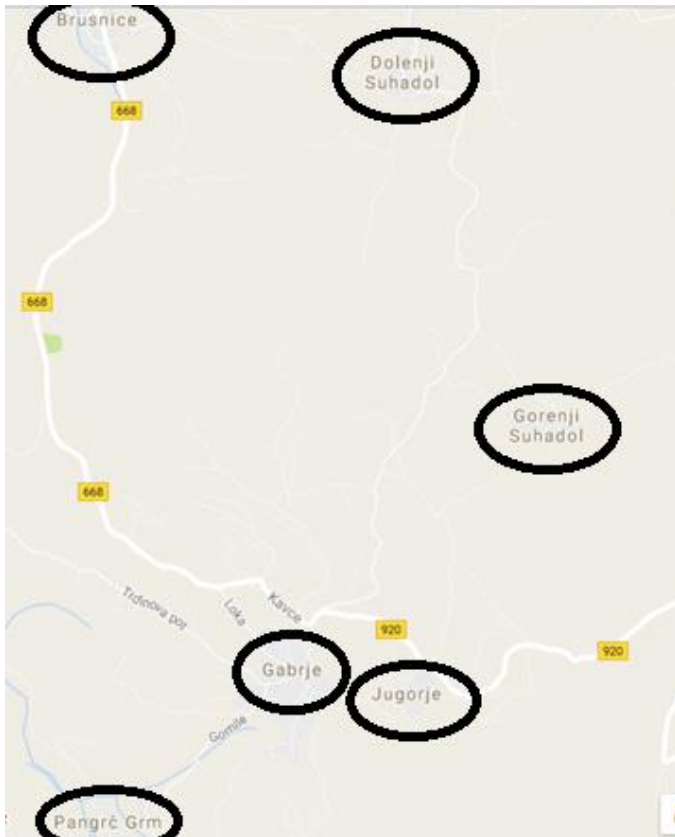 Brusnice
Dolenji
Suhadol
668
668
Gorenji
Suhadol
668
Trdinova pot
Loka
Kavce
920
920
Gabrje
Jugorje
Gomile
Pangrč Grm